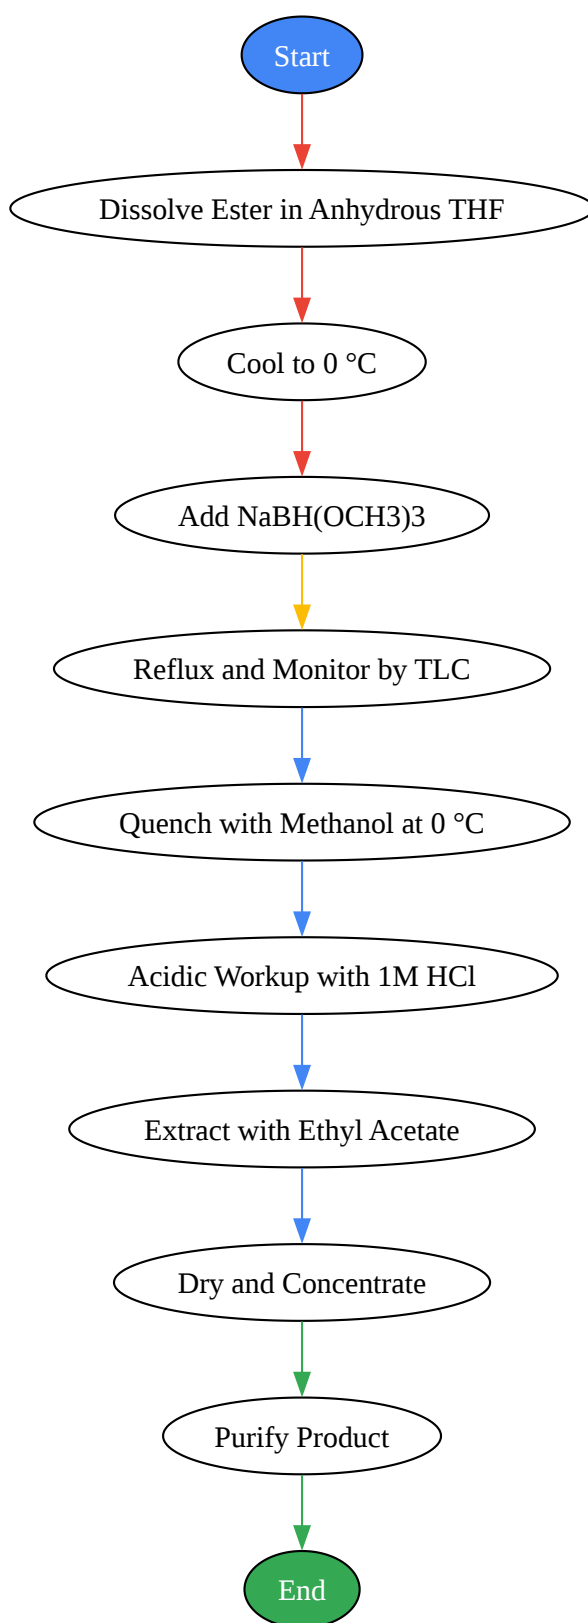 Start
Dissolve Ester in Anhydrous THF
Cool to 0 °C
Add NaBH(OCH3)3
Reflux and Monitor by TLC
Quench with Methanol at 0 °C
Acidic Workup with 1M HCl
Extract with Ethyl Acetate
Dry and Concentrate
Purify Product
End